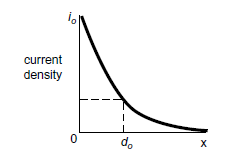 i₀
current
density
0
d₀
x